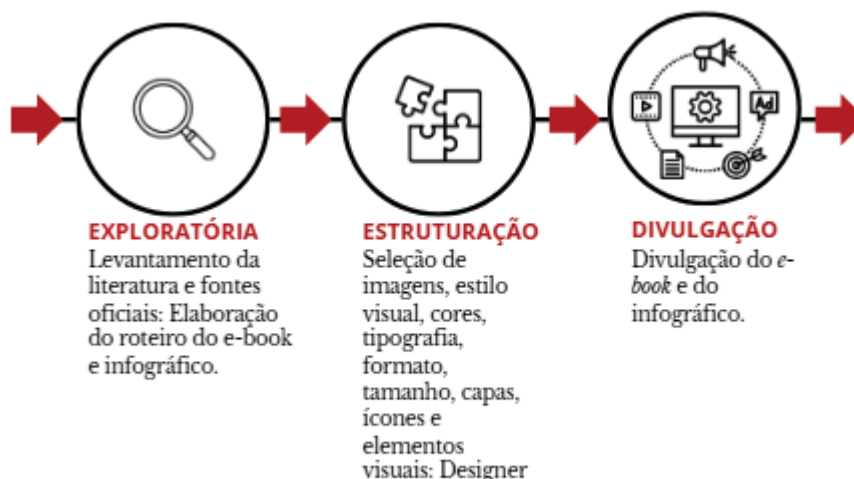 Ad
EXPLORATÓRIA
Levantamento da
literatura e fontes
oficiais: Elaboração
do roteiro do e-book
e infográfico.
ESTRUTURAÇÃO
Seleção de
imagens, estilo
visual, cores,
tipografia,
formato,
tamanho, capas,
ícones e
elementos
visuais: Designer
DIVULGAÇÃO
Divulgação do e-
book e do
infográfico.